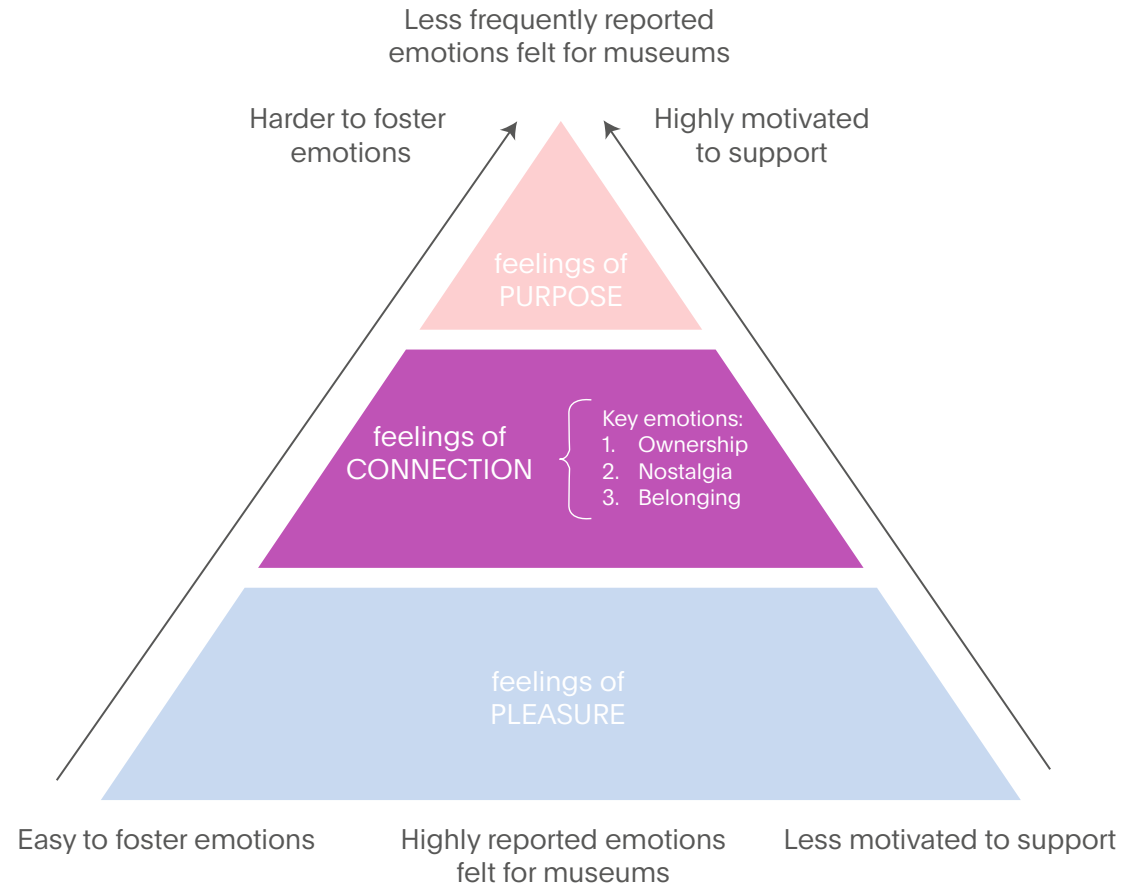 Less frequently reported
emotions felt for museums
Harder to foster
emotions
Highly motivated
to support
feelings of
PURPOSE
feelings of
CONNECTION
Key emotions:
1. Ownership
2. Nostalgia
3. Belonging
feelings of
PLEASURE
Easy to foster emotions
Highly reported emotions
felt for museums
Less motivated to support